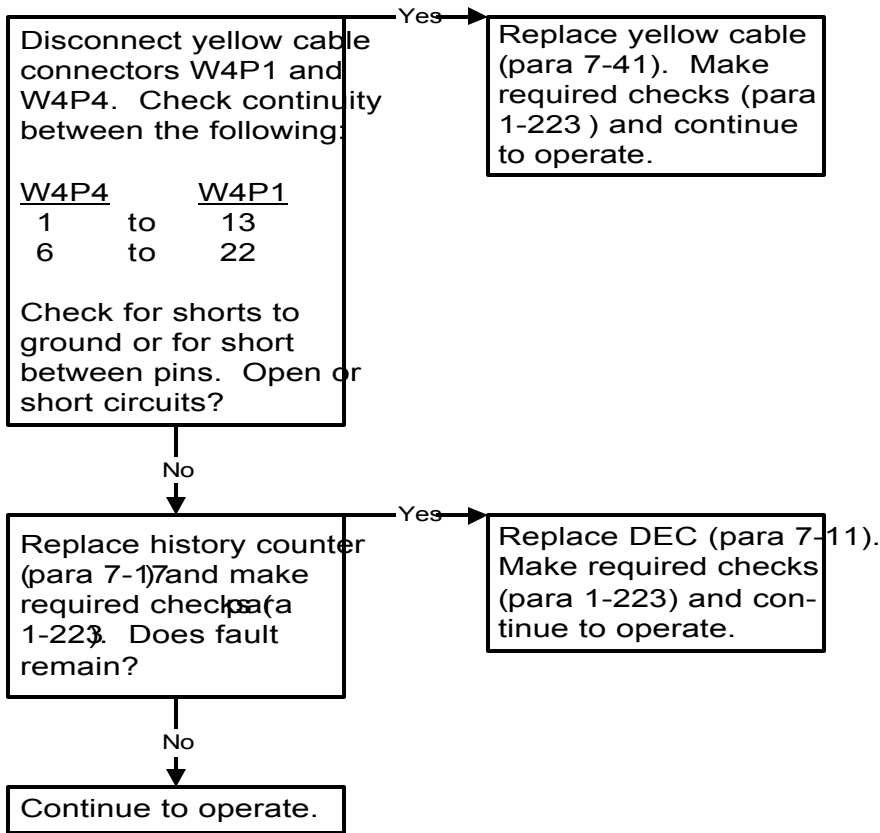 Disconnect yellow cable
connectors W4P1 and
W4P4. Check continuity
between the following:
W4P4 W4P1
1 to 13
6 to 22
Check for shorts to
ground or for short
between pins. Open or
short circuits?
Yes
Replace yellow cable
(para 7-41). Make
required checks (para
1-223 ) and continue
to operate.
No
Replace history counter
(para 7-17) and make
required checks (para
1-223). Does fault
remain?
Yes
Replace DEC (para 7-11).
Make required checks
(para 1-223) and con-
tinue to operate.
No
Continue to operate.